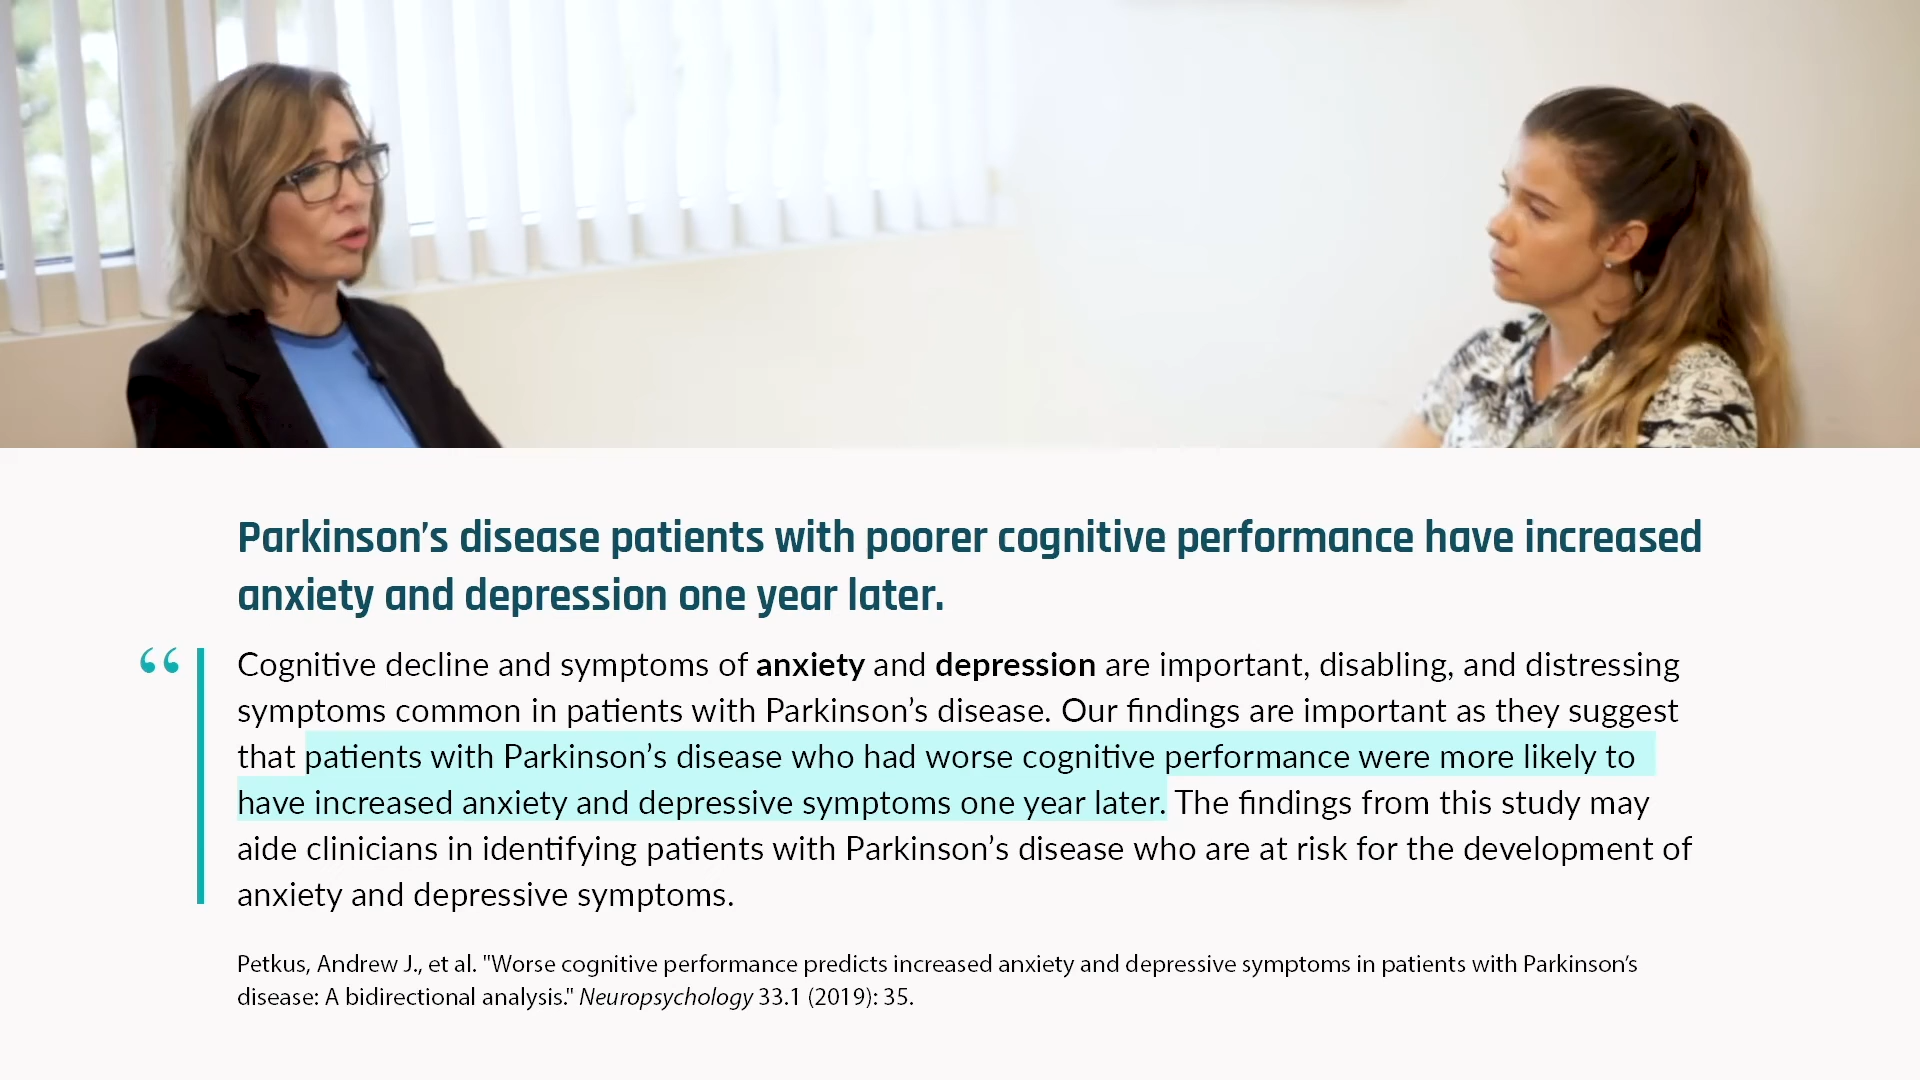 Parkinson’s disease patients with poorer cognitive performance have increased
anxiety and depression one year later.
“
Cognitive decline and symptoms of anxiety and depression are important, disabling, and distressing
symptoms common in patients with Parkinson’s disease. Our findings are important as they suggest
that patients with Parkinson’s disease who had worse cognitive performance were more likely to
have increased anxiety and depressive symptoms one year later. The findings from this study may
aide clinicians in identifying patients with Parkinson’s disease who are at risk for the development of
anxiety and depressive symptoms.
Petkus, Andrew J., et al. "Worse cognitive performance predicts increased anxiety and depressive symptoms in patients with Parkinson’s
disease: A bidirectional analysis." Neuropsychology 33.1 (2019): 35.